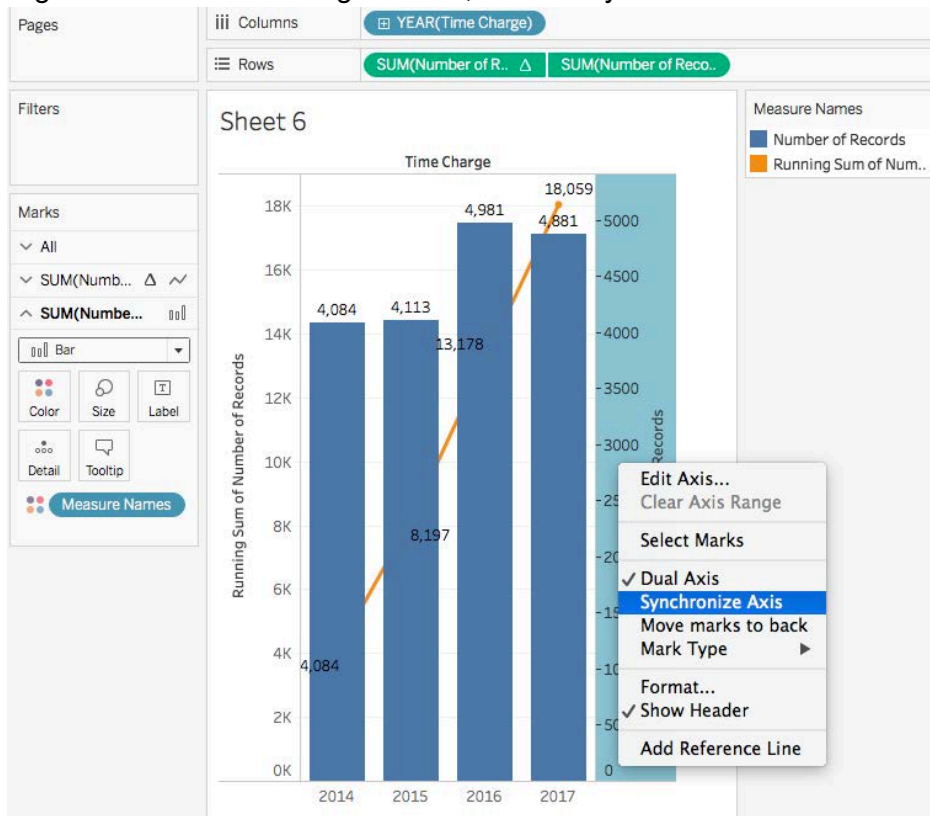 Pages
iii Columns
YEAR(Time Charge)
Rows
SUM(Number of R.. Δ
SUM(Number of Reco..
Filters
Marks
All
SUM(Numb... Δ
SUM(Numbe...
Bar
Color
Size
Label
Detail
Tooltip
Measure Names
Sheet 6
Time Charge
Running Sum of Number of Records
18K
16K
14K
12K
10K
8K
6K
4K
2K
0K
4,084
4,113
4,981
4,881
18,059
13,178
8,197
4,084
2014
2015
2016
2017
5000
4500
4000
3500
3000
0
Records
Edit Axis...
Clear Axis Range
Select Marks
✓ Dual Axis
Synchronize Axis
Move marks to back
Mark Type
Format...
✓ Show Header
Add Reference Line
Measure Names
Number of Records
Running Sum of Num..